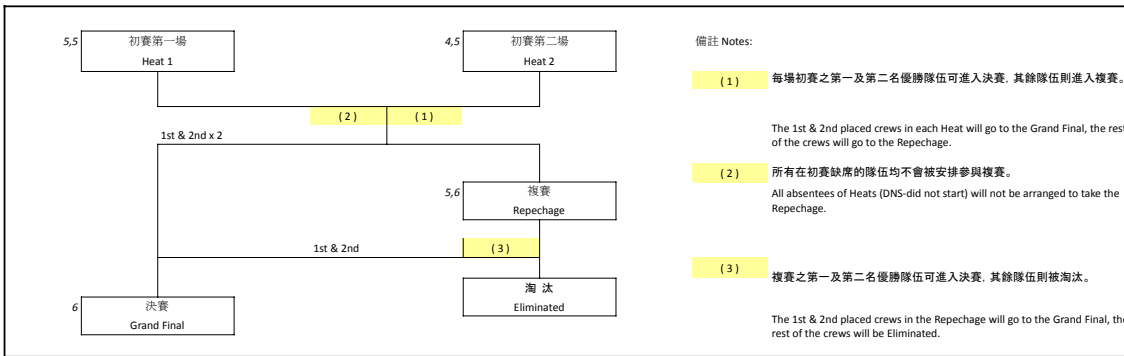 5,5
初賽第一場
Heat 1
4,5
初賽第二場
Heat 2
備註 Notes:
( 1 )
每場初賽之第一及第二名優勝隊伍可進入決賽, 其餘隊伍則進入複賽。
( 2 )
( 1 )
1st & 2nd x 2
The 1st & 2nd placed crews in each Heat will go to the Grand Final, the rest
of the crews will go to the Repechage.
( 2 )
所有在初賽缺席的隊伍均不會被安排參與複賽。
All absentees of Heats (DNS-did not start) will not be arranged to take the
Repechage.
5,6
複賽
Repechage
1st & 2nd
( 3 )
( 3 )
複賽之第一及第二名優勝隊伍可進入決賽, 其餘隊伍則被淘汰。
淘 汰
Eliminated
6
決賽
Grand Final
The 1st & 2nd placed crews in the Repechage will go to the Grand Final, the
rest of the crews will be Eliminated.